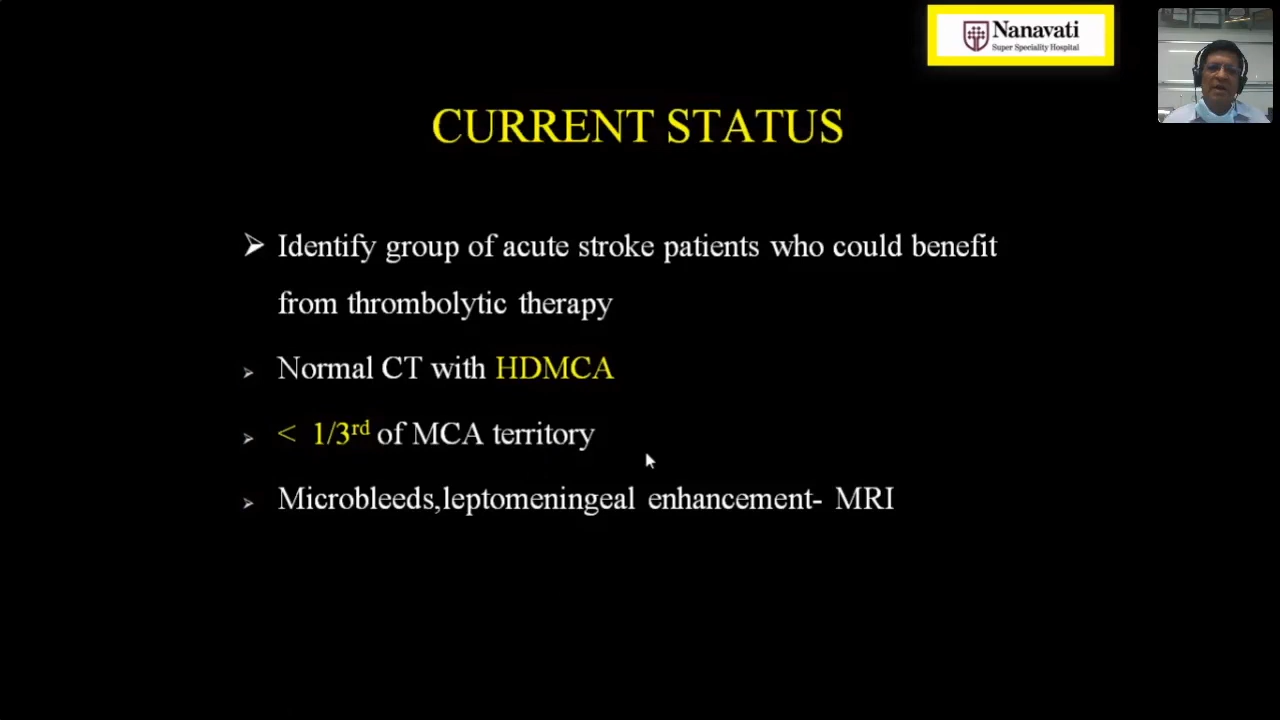 Nanavati
Super Speciality Hospital
CURRENT STATUS
Identify group of acute stroke patients who could benefit
from thrombolytic therapy
Normal CT with HDMCA
< 1/3rd of MCA territory
Microbleeds,leptomeningeal enhancement- MRI